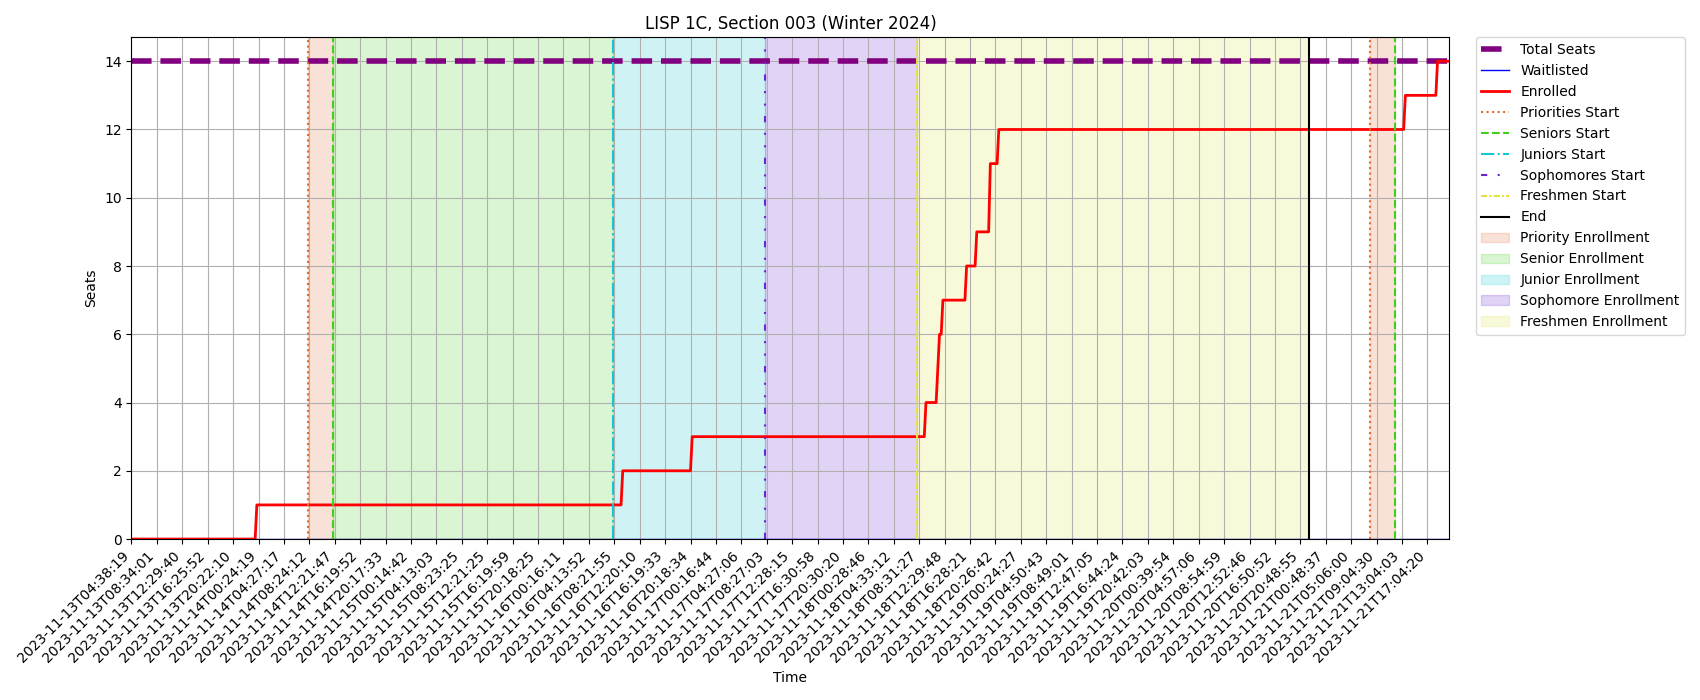 LISP 1C, Section 003 (Winter 2024)
14
12
10
8
6
4
2
0
Seats
2023-11-13T04:38:19
2023-11-13T08:34:01
2023-11-13T12:29:40
2023-11-13T16:25:52
2023-11-13T20:22:10
2023-11-14T00:24:19
2023-11-14T04:27:17
2023-11-14T08:24:12
2023-11-14T12:21:47
2023-11-14T16:19:52
2023-11-14T20:17:33
2023-11-15T00:14:42
2023-11-15T04:13:03
2023-11-15T08:23:25
2023-11-15T12:21:25
2023-11-15T16:19:59
2023-11-15T20:18:25
2023-11-16T00:16:11
2023-11-16T04:13:52
2023-11-16T08:21:55
2023-11-16T12:20:10
2023-11-16T16:19:33
2023-11-16T20:18:34
2023-11-17T00:16:44
2023-11-17T04:27:06
2023-11-17T08:27:03
2023-11-17T12:28:15
2023-11-17T16:30:58
2023-11-17T20:30:20
2023-11-18T00:28:46
2023-11-18T04:33:12
2023-11-18T08:31:27
2023-11-18T12:29:48
2023-11-18T16:28:21
2023-11-18T20:26:42
2023-11-19T00:24:27
2023-11-19T04:50:43
2023-11-19T08:49:01
2023-11-19T12:47:05
2023-11-19T16:44:24
2023-11-19T20:42:03
2023-11-20T00:39:54
2023-11-20T04:57:06
2023-11-20T08:54:59
2023-11-20T12:52:46
2023-11-20T16:50:52
2023-11-20T20:48:55
2023-11-21T00:48:37
2023-11-21T05:06:00
2023-11-21T09:04:30
2023-11-21T13:04:03
2023-11-21T17:04:20
Time
Total Seats
Waitlisted
Enrolled
Priorities Start
Seniors Start
Juniors Start
Sophomores Start
Freshmen Start
End
Priority Enrollment
Senior Enrollment
Junior Enrollment
Sophomore Enrollment
Freshmen Enrollment